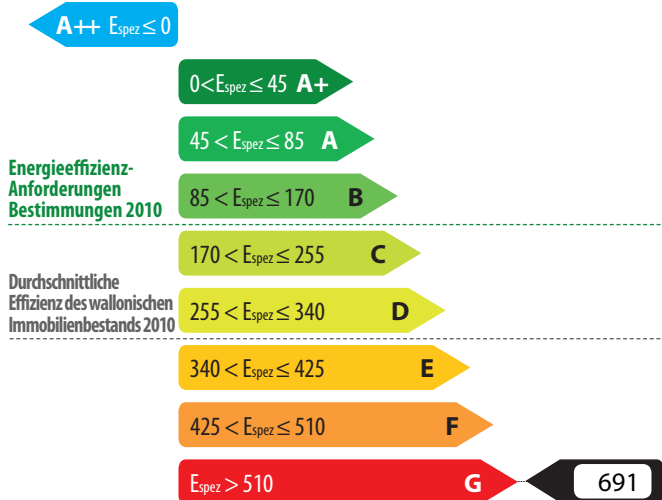 A++ Espez ≤ 0
0<Espez ≤ 45 A+
45 < Espez ≤ 85 A
Energieeffizienz-
Anforderungen
Bestimmungen 2010
85 < Espez ≤ 170 B
170 < Espez ≤ 255 C
Durchschnittliche
Effizienz des wallonischen
Immobilienbestands 2010
255 < Espez ≤ 340 D
340 < Espez ≤ 425 E
425 < Espez ≤ 510 F
Espez > 510 G 691